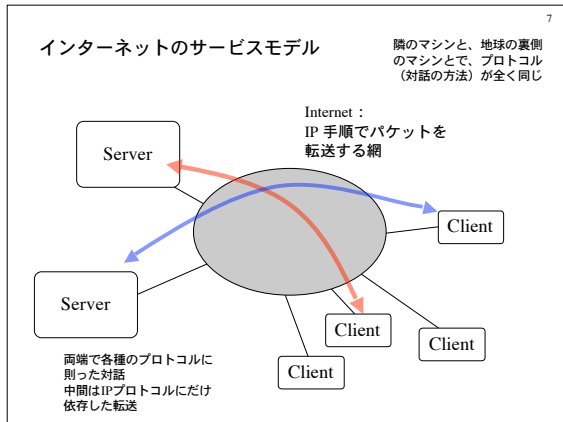 7
インターネットのサービスモデル
隣のマシンと、地球の裏側
のマシンとで、プロトコル
（対話の方法）が全く同じ
Internet：
IP 手順でパケットを
転送する網
Server
Client
Server
Client
Client
Client
両端で各種のプロトコルに
則った対話
中間はIPプロトコルにだけ
依存した転送